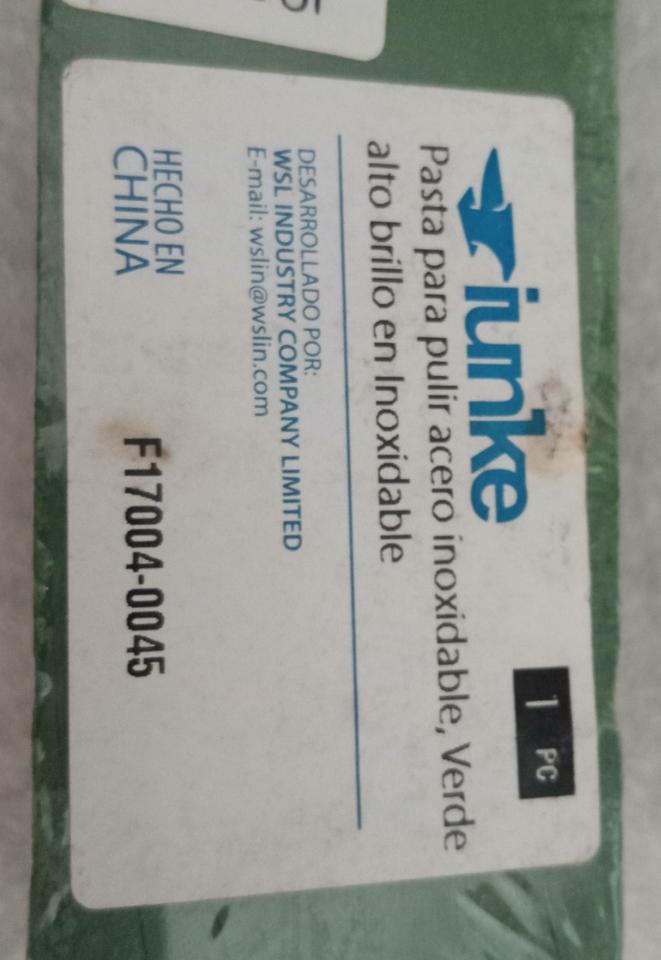 iunke
1 PC
Pasta para pulir acero inoxidable, Verde
alto brillo en Inoxidable
DESARROLLADO POR:
WSL INDUSTRY COMPANY LIMITED
E-mail: wslin@wslin.com
HECHO EN
CHINA
F17004-0045